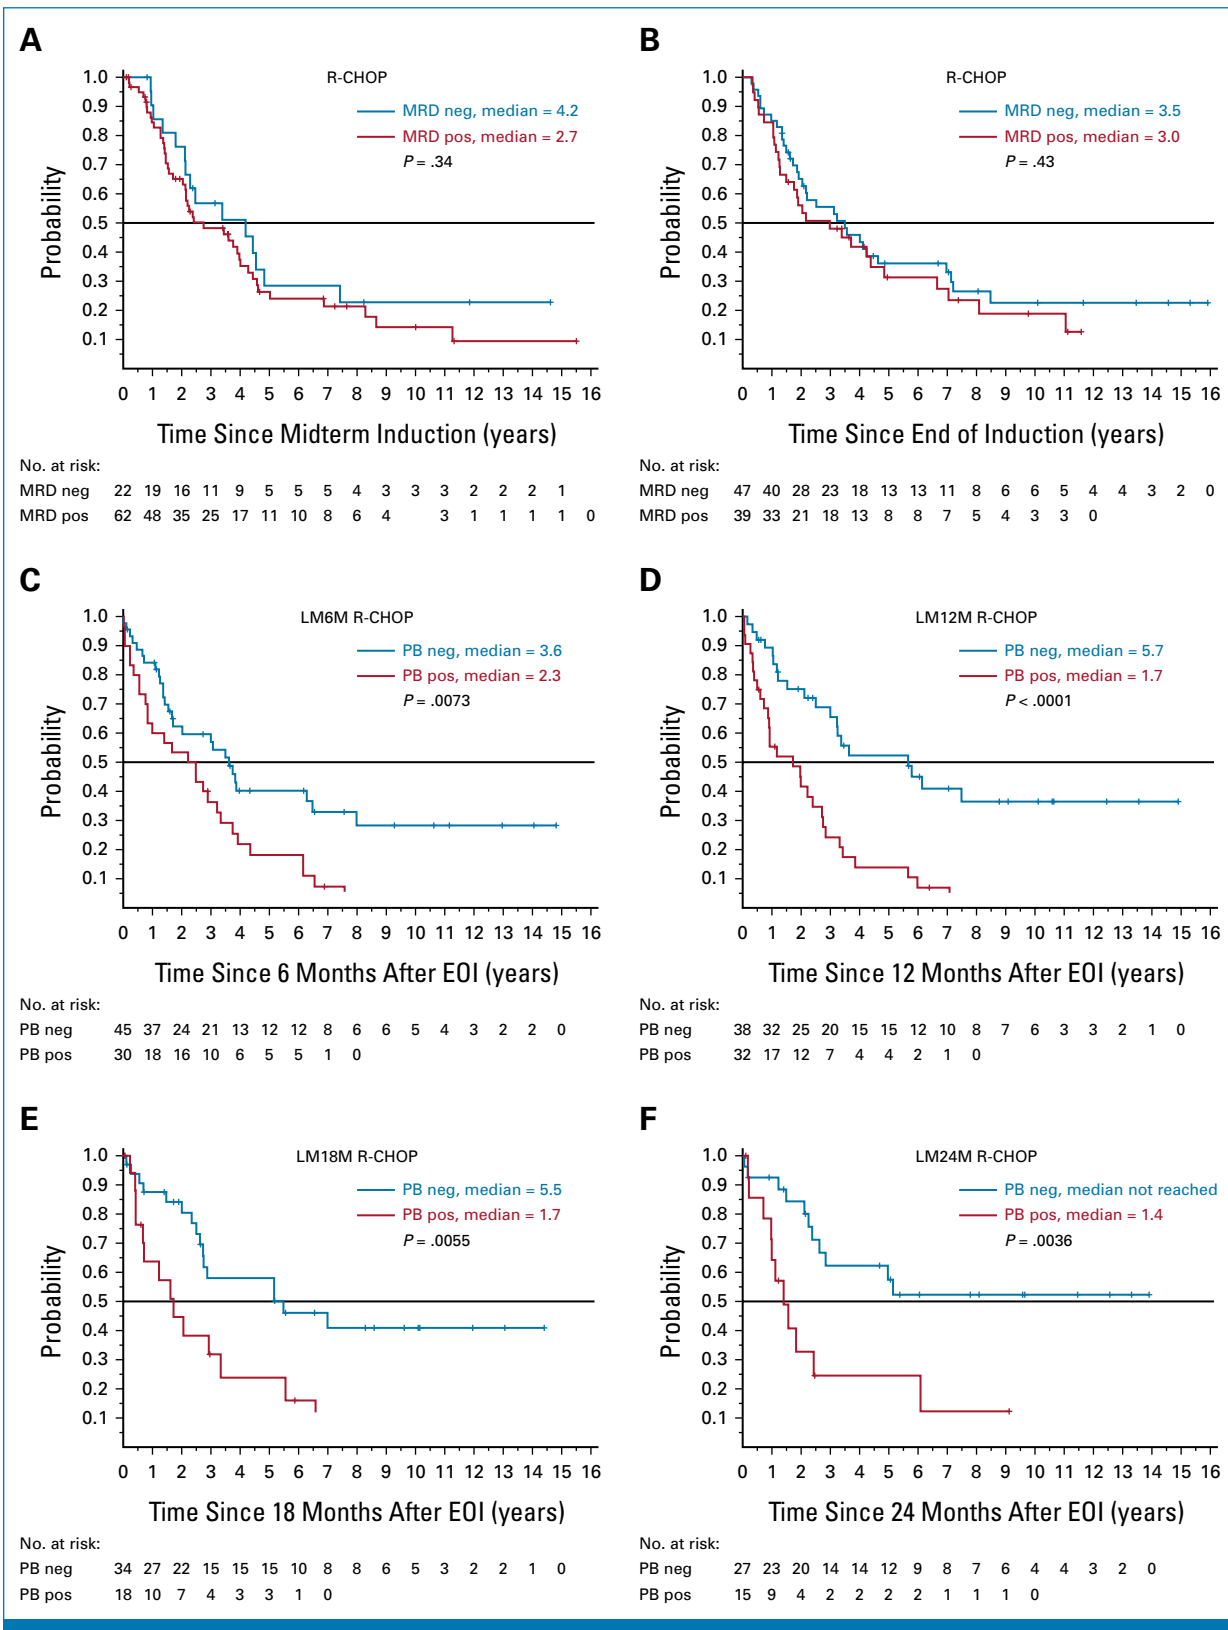 A
R-CHOP
MRD neg, median = 4.2
MRD pos, median = 2.7
P = .34
Probability
1.0
0.9
0.8
0.7
0.6
0.5
0.4
0.3
0.2
0.1
0 1 2 3 4 5 6 7 8 9 10 11 12 13 14 15 16
Time Since Midterm Induction (years)
No. at risk:
MRD neg 22 19 16 11 9 5 5 5 4 3 3 3 2 2 2 1
MRD pos 62 48 35 25 17 11 10 8 6 4 3 1 1 1 1 0
B
R-CHOP
MRD neg, median = 3.5
MRD pos, median = 3.0
P = .43
Probability
1.0
0.9
0.8
0.7
0.6
0.5
0.4
0.3
0.2
0.1
0 1 2 3 4 5 6 7 8 9 10 11 12 13 14 15 16
Time Since End of Induction (years)
No. at risk:
MRD neg 47 40 28 23 18 13 13 11 8 6 6 5 4 4 3 2 0
MRD pos 39 33 21 18 13 8 8 7 5 4 3 3 0
C
LM6M R-CHOP
PB neg, median = 3.6
PB pos, median = 2.3
P = .0073
Probability
1.0
0.9
0.8
0.7
0.6
0.5
0.4
0.3
0.2
0.1
0 1 2 3 4 5 6 7 8 9 10 11 12 13 14 15 16
Time Since 6 Months After EOI (years)
No. at risk:
PB neg 45 37 24 21 13 12 12 8 6 6 5 4 3 2 2 0
PB pos 30 18 16 10 6 5 5 1 0
D
LM12M R-CHOP
PB neg, median = 5.7
PB pos, median = 1.7
P < .0001
Probability
1.0
0.9
0.8
0.7
0.6
0.5
0.4
0.3
0.2
0.1
0 1 2 3 4 5 6 7 8 9 10 11 12 13 14 15 16
Time Since 12 Months After EOI (years)
No. at risk:
PB neg 38 32 25 20 15 15 12 10 8 7 6 3 3 2 1 0
PB pos 32 17 12 7 4 4 2 1 0
E
LM18M R-CHOP
PB neg, median = 5.5
PB pos, median = 1.7
P = .0055
Probability
1.0
0.9
0.8
0.7
0.6
0.5
0.4
0.3
0.2
0.1
0 1 2 3 4 5 6 7 8 9 10 11 12 13 14 15 16
Time Since 18 Months After EOI (years)
No. at risk:
PB neg 34 27 22 15 15 15 10 8 8 6 5 3 2 2 1 0
PB pos 18 10 7 4 3 3 1 0
F
LM24M R-CHOP
PB neg, median not reached
PB pos, median = 1.4
P = .0036
Probability
1.0
0.9
0.8
0.7
0.6
0.5
0.4
0.3
0.2
0.1
0 1 2 3 4 5 6 7 8 9 10 11 12 13 14 15 16
Time Since 24 Months After EOI (years)
No. at risk:
PB neg 27 23 20 14 14 12 9 8 7 6 4 4 3 2 0
PB pos 15 9 4 2 2 2 2 1 1 1 0